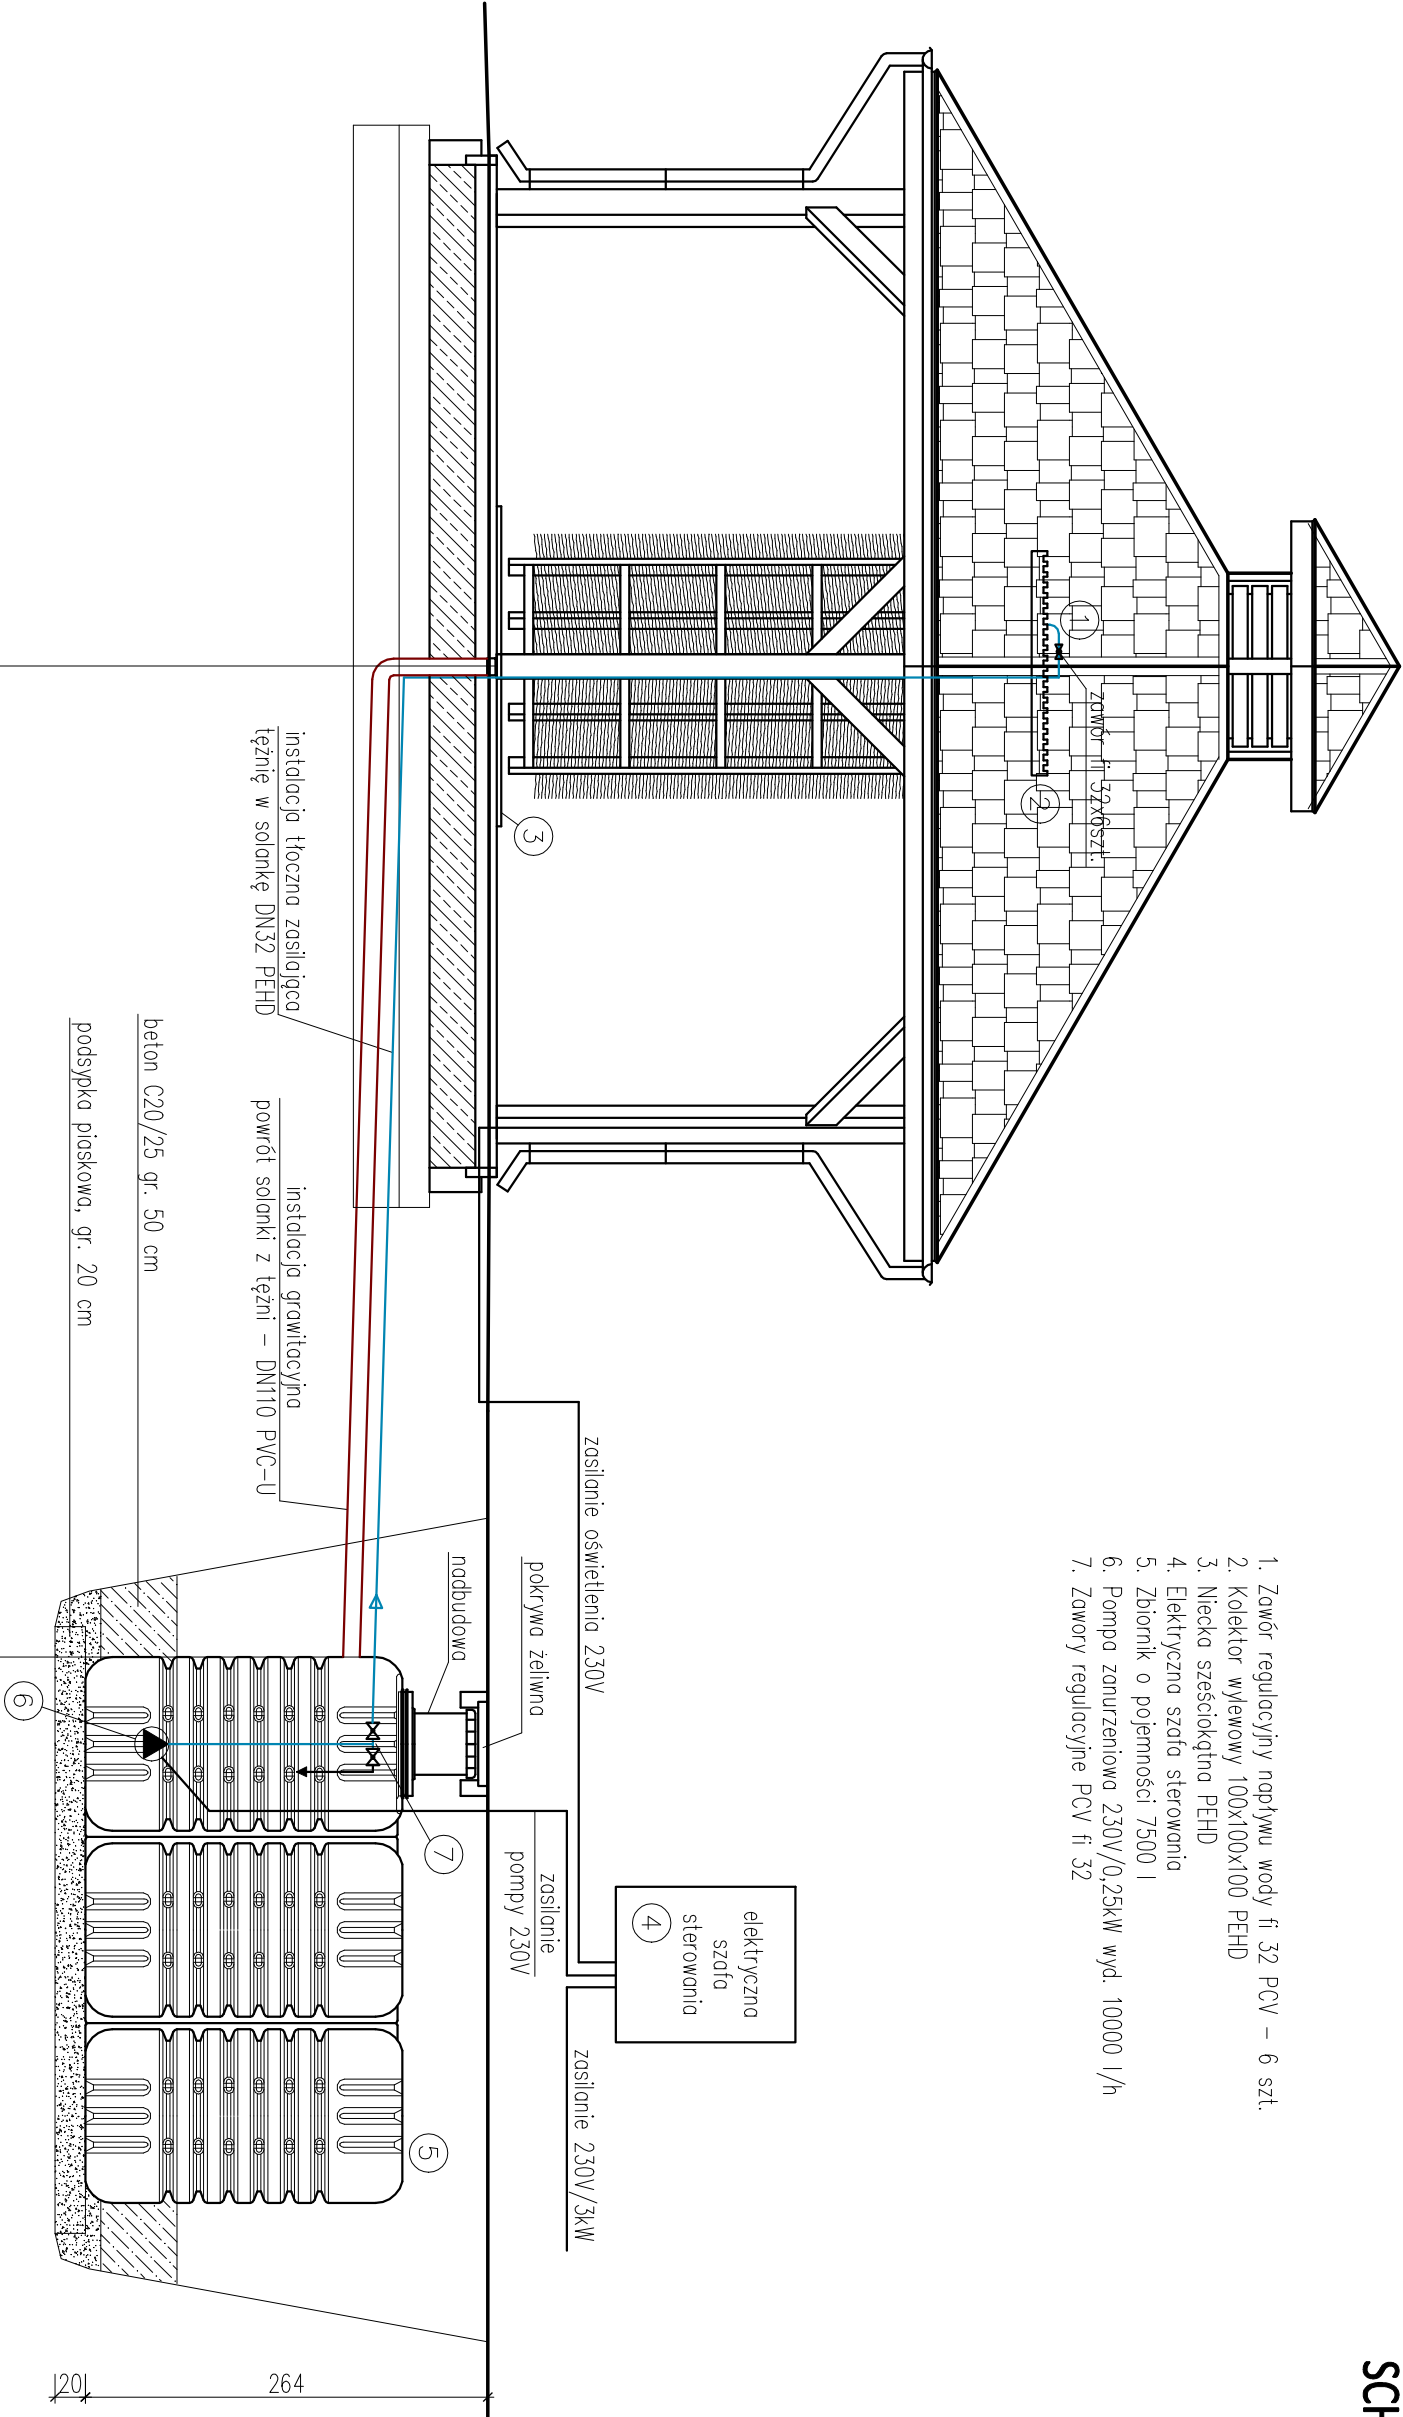 SCH
1. Zawór regulacyjny napływu wody fi 32 PCV – 6 szt.
2. Kolektor wylewowy 100x100x100 PEHD
3. Niecka sześciokątna PEHD
4. Elektryczna szafa sterowania
5. Zbiornik o pojemności 7500 l
6. Pompa zanurzeniowa 230V/0,25kW wyd. 10000 l/h
7. Zawory regulacyjne PCV fi 32
1
zawór fi 32x6szt.
2
3
elektryczna
szafa
sterowania
4
zasilanie oświetlenia 230V
zasilanie 230V/3kW
zasilanie
pompy 230V
pokrywa żeliwna
nadbudowa
7
5
instalacja tłoczna zasilająca
tężnię w solankę DN32 PEHD
instalacja grawitacyjna
powrót solanki z tężni – DN110 PVC–U
beton C20/25 gr. 50 cm
podsypka piaskowa, gr. 20 cm
6
264
20